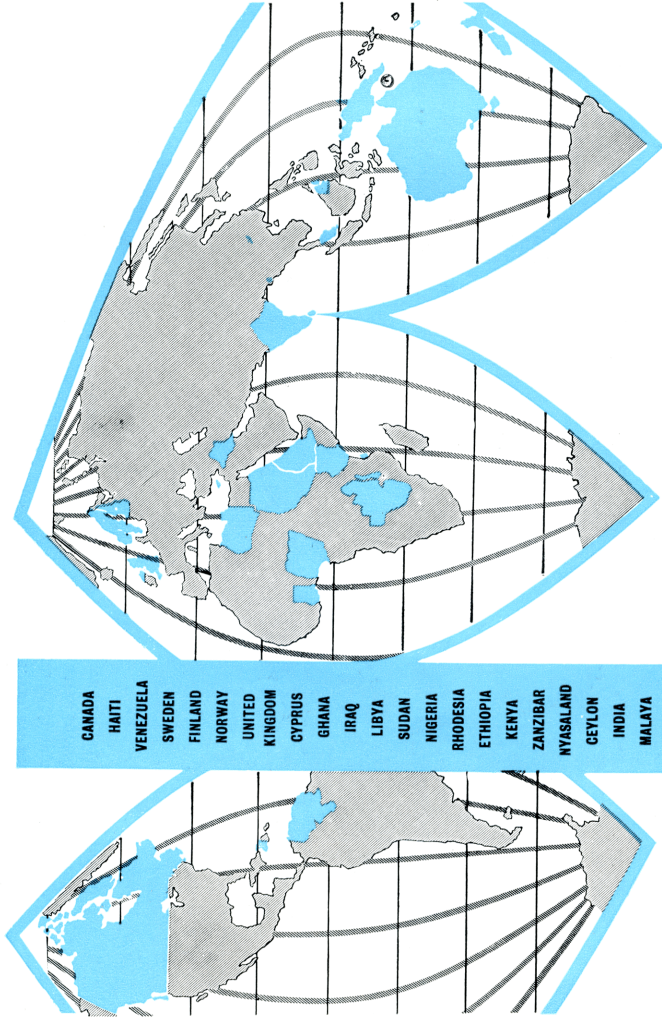 CANADA
HAITI
VENEZUELA
SWEDEN
FINLAND
NORWAY
UNITED
KINGDOM
CYPRUS
GHANA
IRAQ
LIBYA
SUDAN
NIGERIA
RHODESIA
ETHIOPIA
KENYA
ZANZIBAR
NYASALAND
CEYLON
INDIA
MALAYA